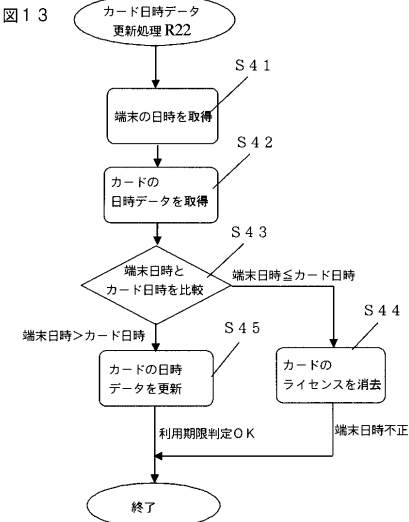 図13
カード日時データ
更新処理R22
S41
端末の日時を取得
S42
カードの
日時データを取得
S43
端末日時と
カード日時を比較
端末日時≦カード日時
S44
端末日時>カード日時
S45
カードの日時
データを更新
カードの
ライセンスを消去
利用期限判定OK
端末日時不正
終了